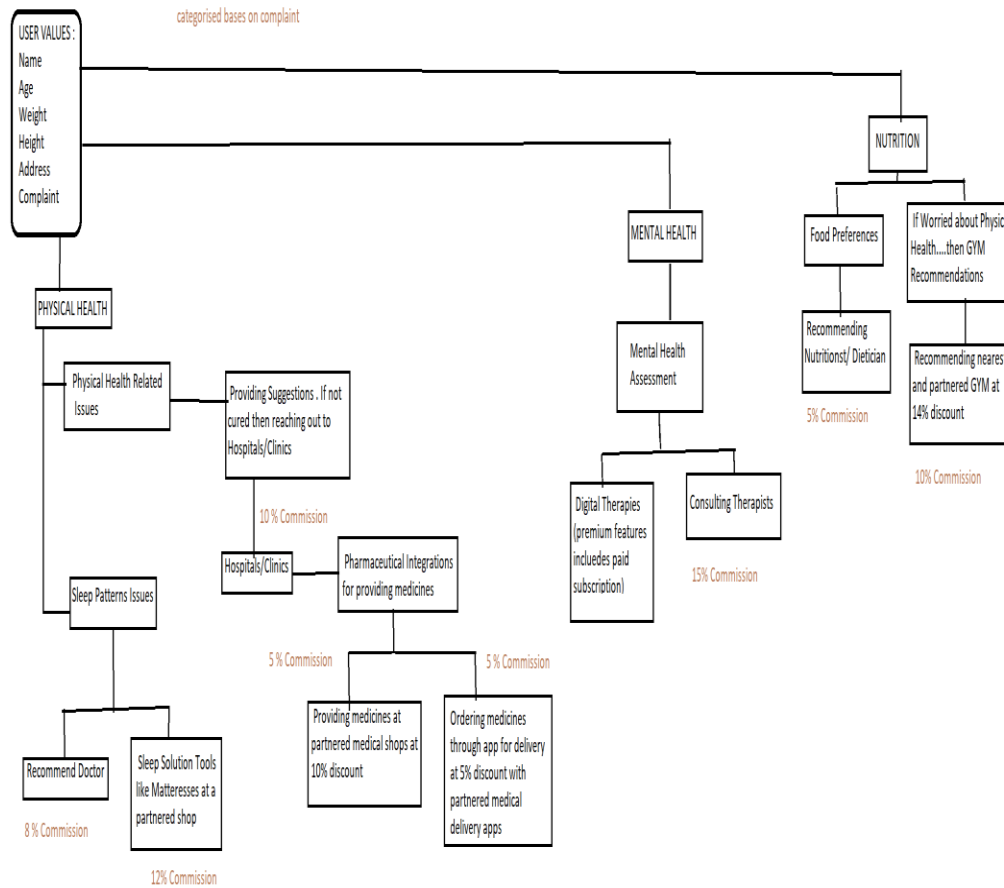 categorised bases on complaint
USER VALUES :
Name
Age
Weight
Height
Address
Complaint
NUTRITION
MENTAL HEALTH
Food Preferences
If Worried about Physic
Health....then GYM
Recommendations
PHYSICAL HEALTH
Recommending
Nutritionst/ Dietician
5% Commission
Recommending neares
and partnered GYM at
14% discount
10% Commission
Mental Health
Assessment
Physical Health Related
Issues
Providing Suggestions . If not
cured then reaching out to
Hospitals/Clinics
10 % Commission
Digital Therapies
(premium features
incluedes paid
subscription)
Consulting Therapists
15% Commission
Hospitals/Clinics
Pharmaceutical Integrations
for providing medicines
Sleep Patterns Issues
5 % Commission
5 % Commission
Providing medicines at
partnered medical shops at
10% discount
Ordering medicines
through app for delivery
at 5% discount with
partnered medical
delivery apps
Recommend Doctor
8 % Commission
Sleep Solution Tools
like Matteresses at a
partnered shop
12% Commission